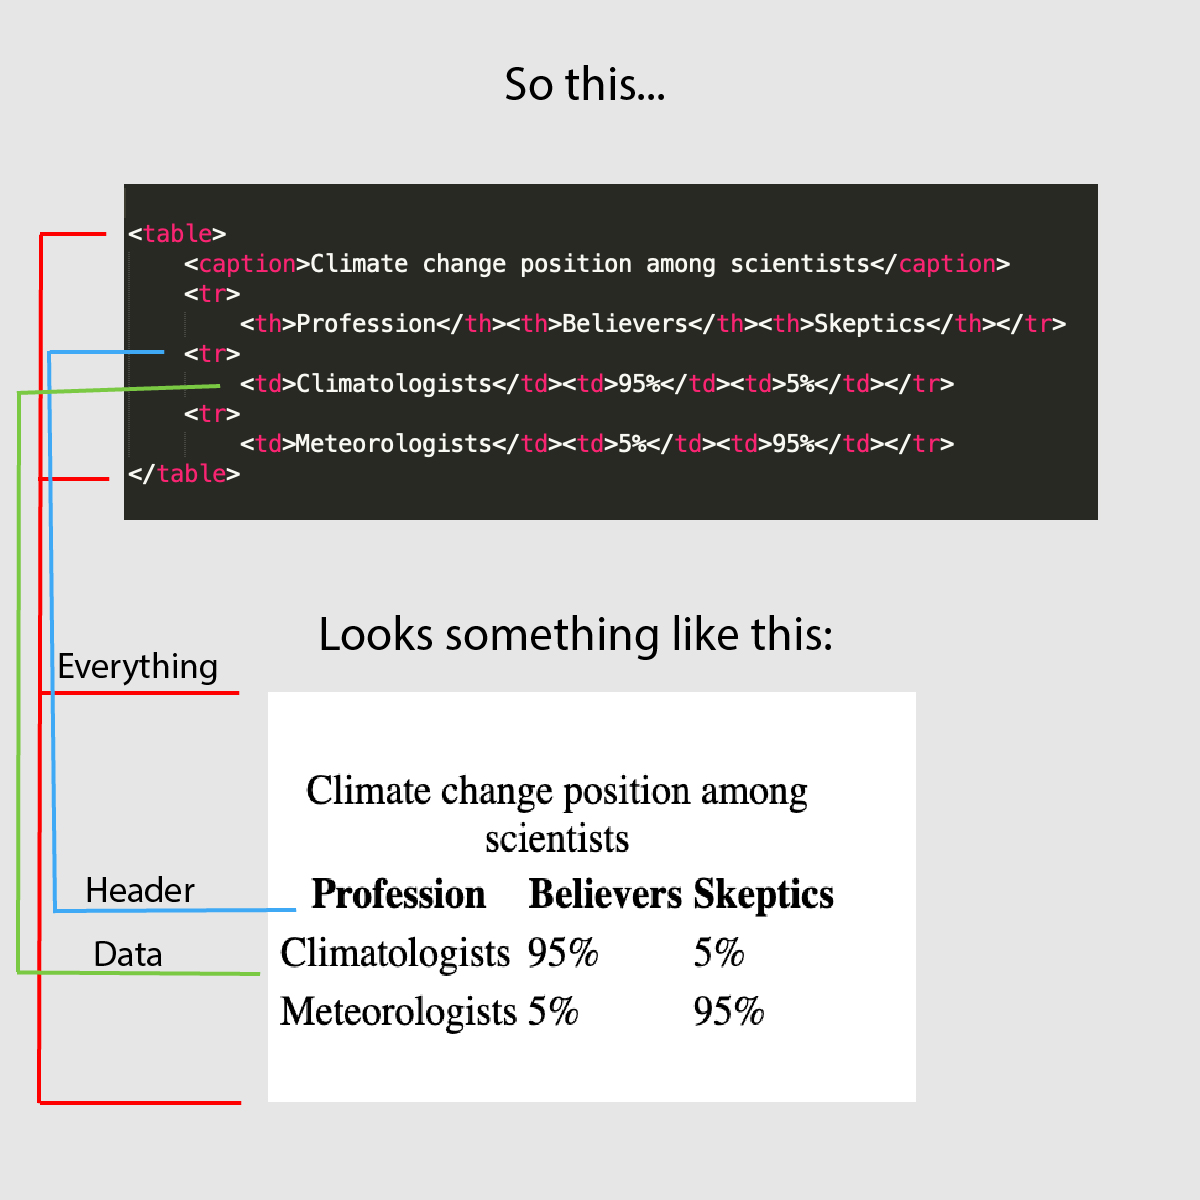 So this...
<table>
<caption>Climate change position among scientists</caption>
<tr>
<th>Profession</th><th>Believers</th><th>Skeptics</th></tr>
<tr>
<td>Climatologists</td><td>95%</td><td>5%</td></tr>
<tr>
<td>Meteorologists</td><td>5%</td><td>95%</td></tr>
</table>
Looks something like this:
Everything
Climate change position among
scientists
Header
Profession Believers Skeptics
Data
Climatologists 95% 5%
Meteorologists 5% 95%